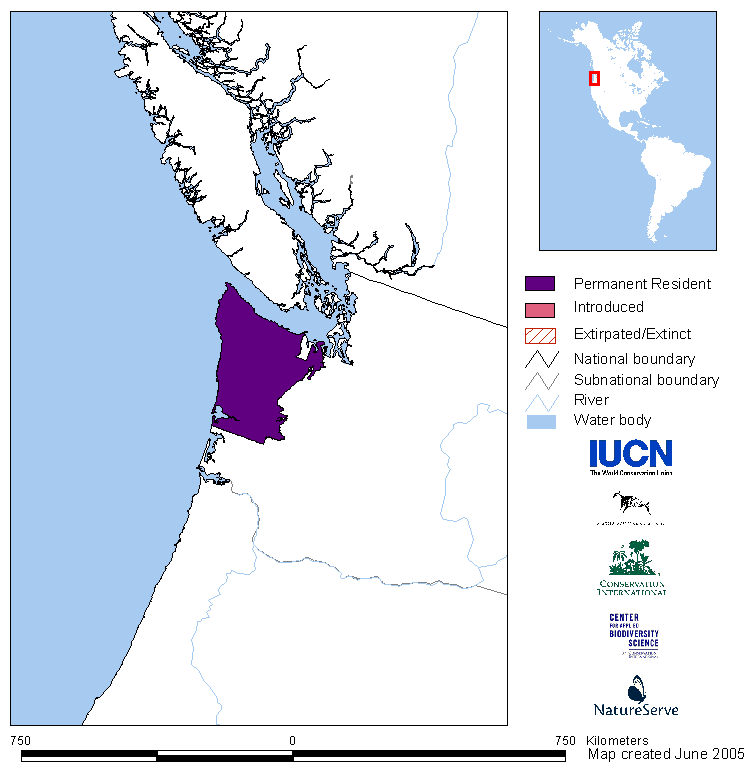 Permanent Resident
Introduced
Extirpated/Extinct
National boundary
Subnational boundary
River
Water body
IUCN
The World Conservation Union
CONSERVATION
INTERNATIONAL
CENTER
FOR APPLIED
BIODIVERSITY
SCIENCE
NatureServe
750 0 750 Kilometers
Map created June 2005